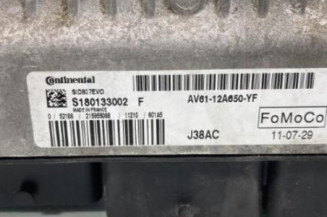 Continental
SID807EVO
S180133002 F
MADE IN FRANCE
AV61-12A650-YF
J38AC
FoMoCo
11-07-29